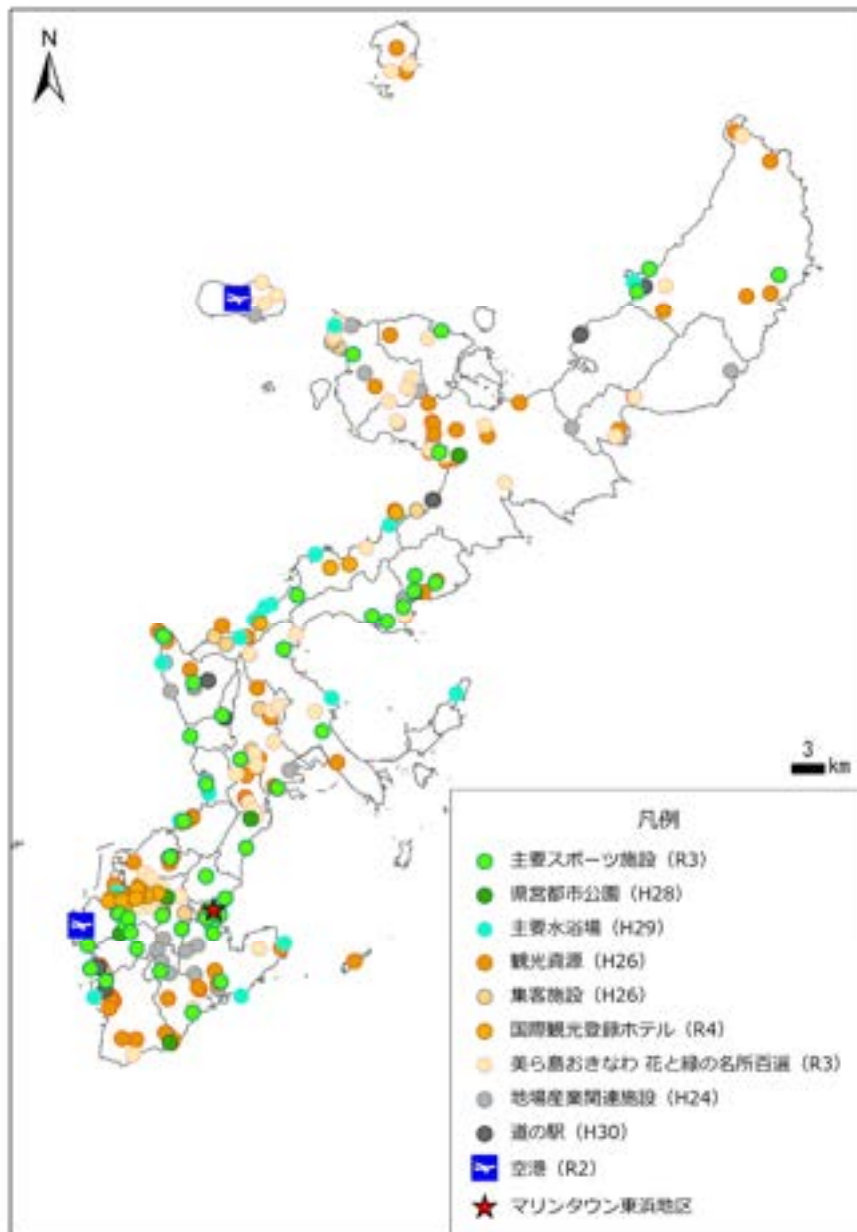 N
3
km
凡例
主要スポーツ施設（R3）
県営都市公園（H28）
主要水浴場（H29）
観光資源（H26）
集客施設（H26）
国際観光登録ホテル（R4）
美ら島おきなわ 花と緑の名所百選（R3）
地場産業関連施設（H24）
道の駅（H30）
空港（R2）
マリンタウン東浜地区